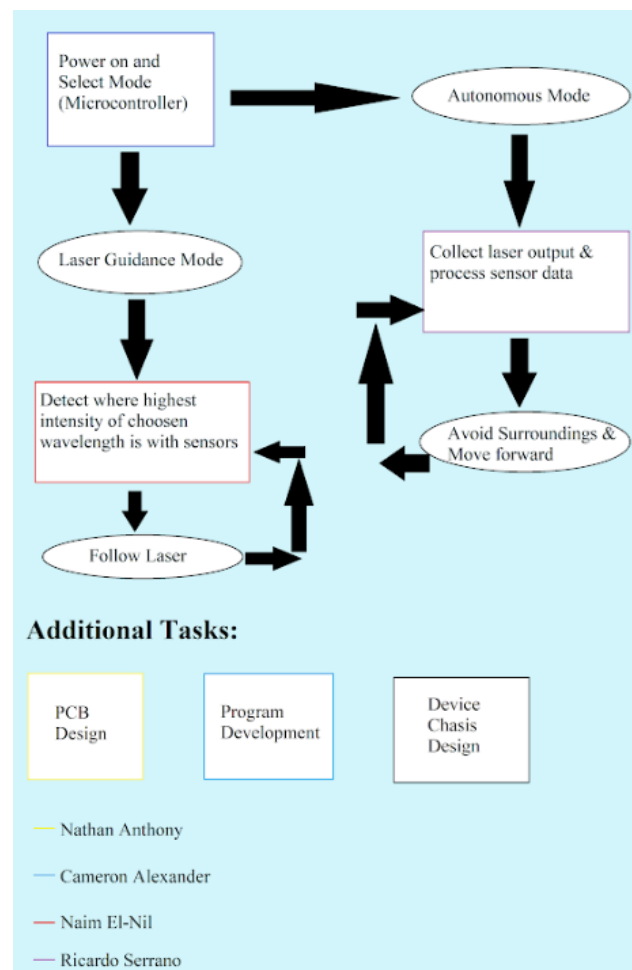 Power on and
Select Mode
(Microcontroller)
Autonomous Mode
Laser Guidance Mode
Collect laser output &
process sensor data
Detect where highest
intensity of choosen
wavelength is with sensors
Avoid Surroundings &
Move forward
Follow Laser
Additional Tasks:
PCB
Design
Program
Development
Device
Chasis
Design
Nathan Anthony
Cameron Alexander
Naim El-Nil
Ricardo Serrano